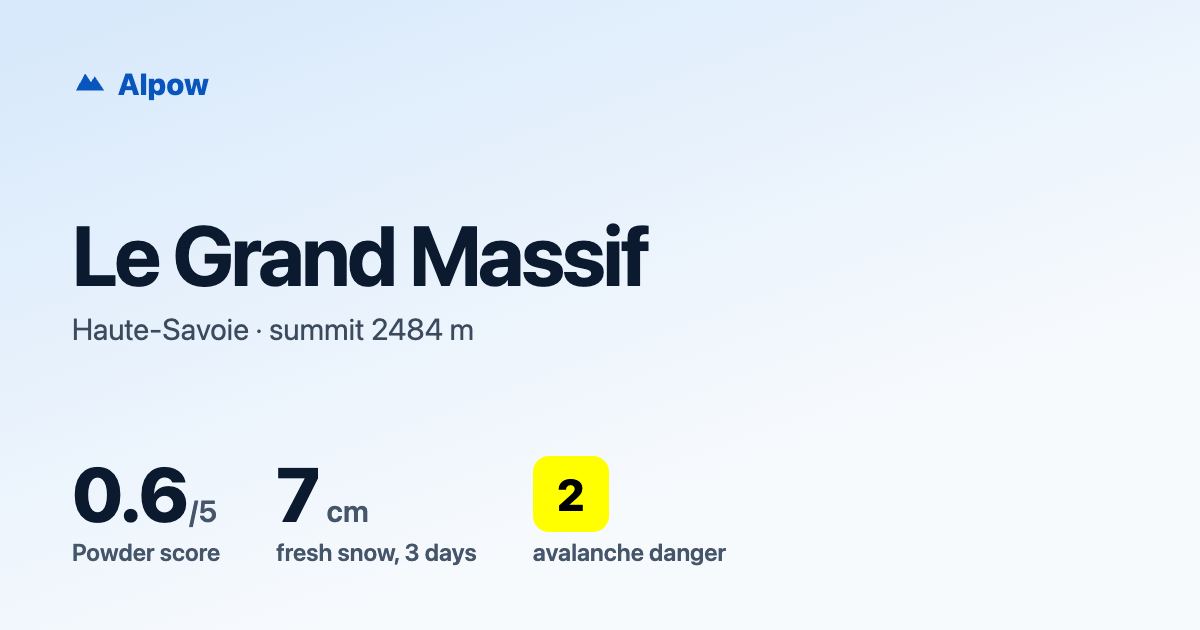 Alpow
Le Grand Massif
Haute-Savoie · summit 2484 m
0.6/5
Powder score
7 cm
fresh snow, 3 days
2
avalanche danger